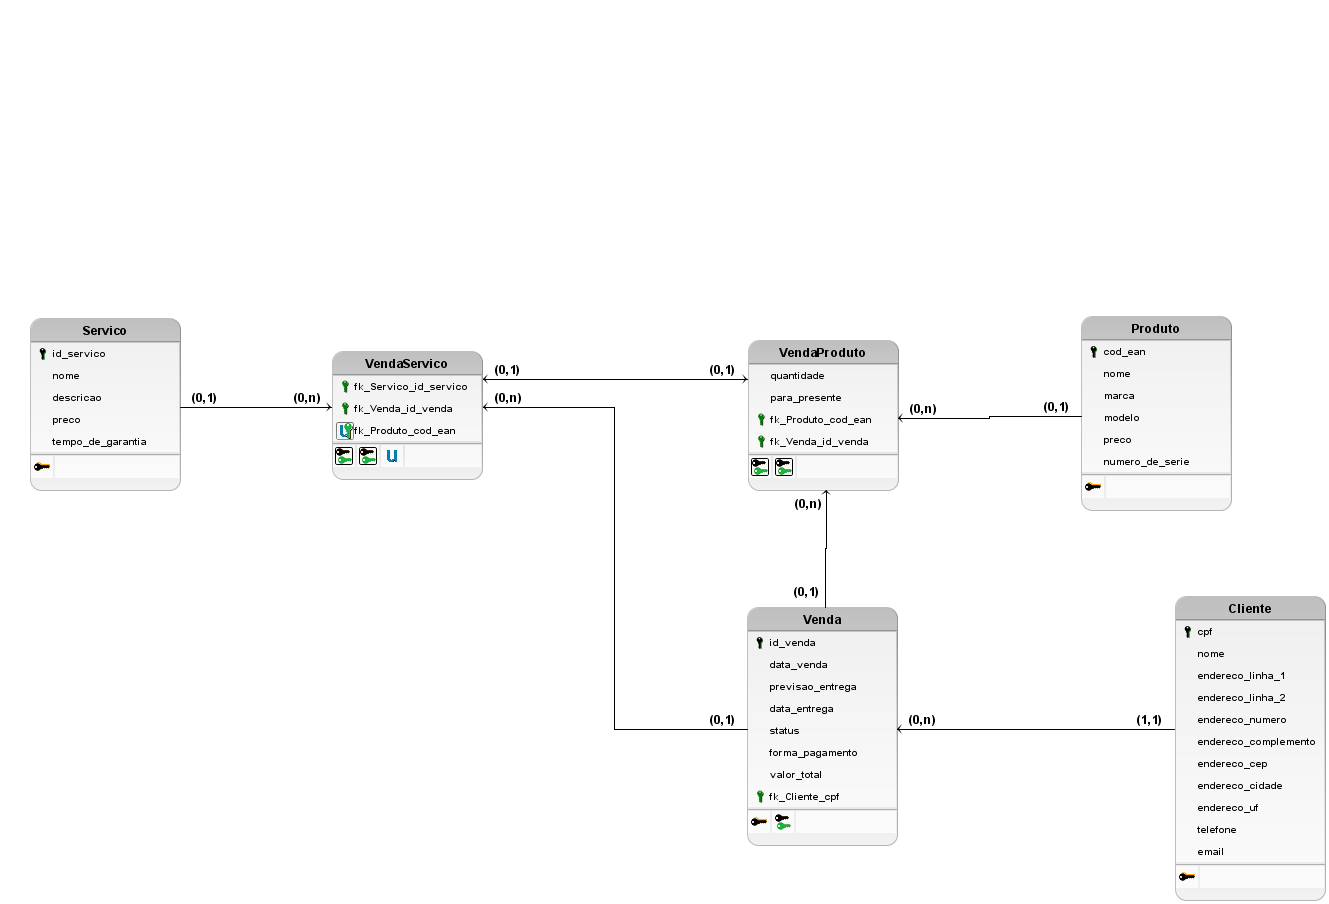 Servico
id_servico
nome
descricao
preco
tempo_de_garantia
(0,1)
(0,n)
VendaServico
fk_Servico_id_servico
fk_Venda_id_venda
U
fk_Produto_cod_ean
U
(0,1)
(0,1)
(0,n)
VendaProduto
quantidade
para_presente
fk_Produto_cod_ean
fk_Venda_id_venda
(0,n)
(0,1)
Produto
cod_ean
nome
marca
modelo
preco
numero_de_serie
(0,n)
(0,1)
(0,1)
Venda
id_venda
data_venda
previsao_entrega
data_entrega
status
forma_pagamento
valor_total
fk_Cliente_cpf
(0,n)
(1,1)
Cliente
cpf
nome
endereco_linha_1
endereco_linha_2
endereco_numero
endereco_complemento
endereco_cep
endereco_cidade
endereco_uf
telefone
email